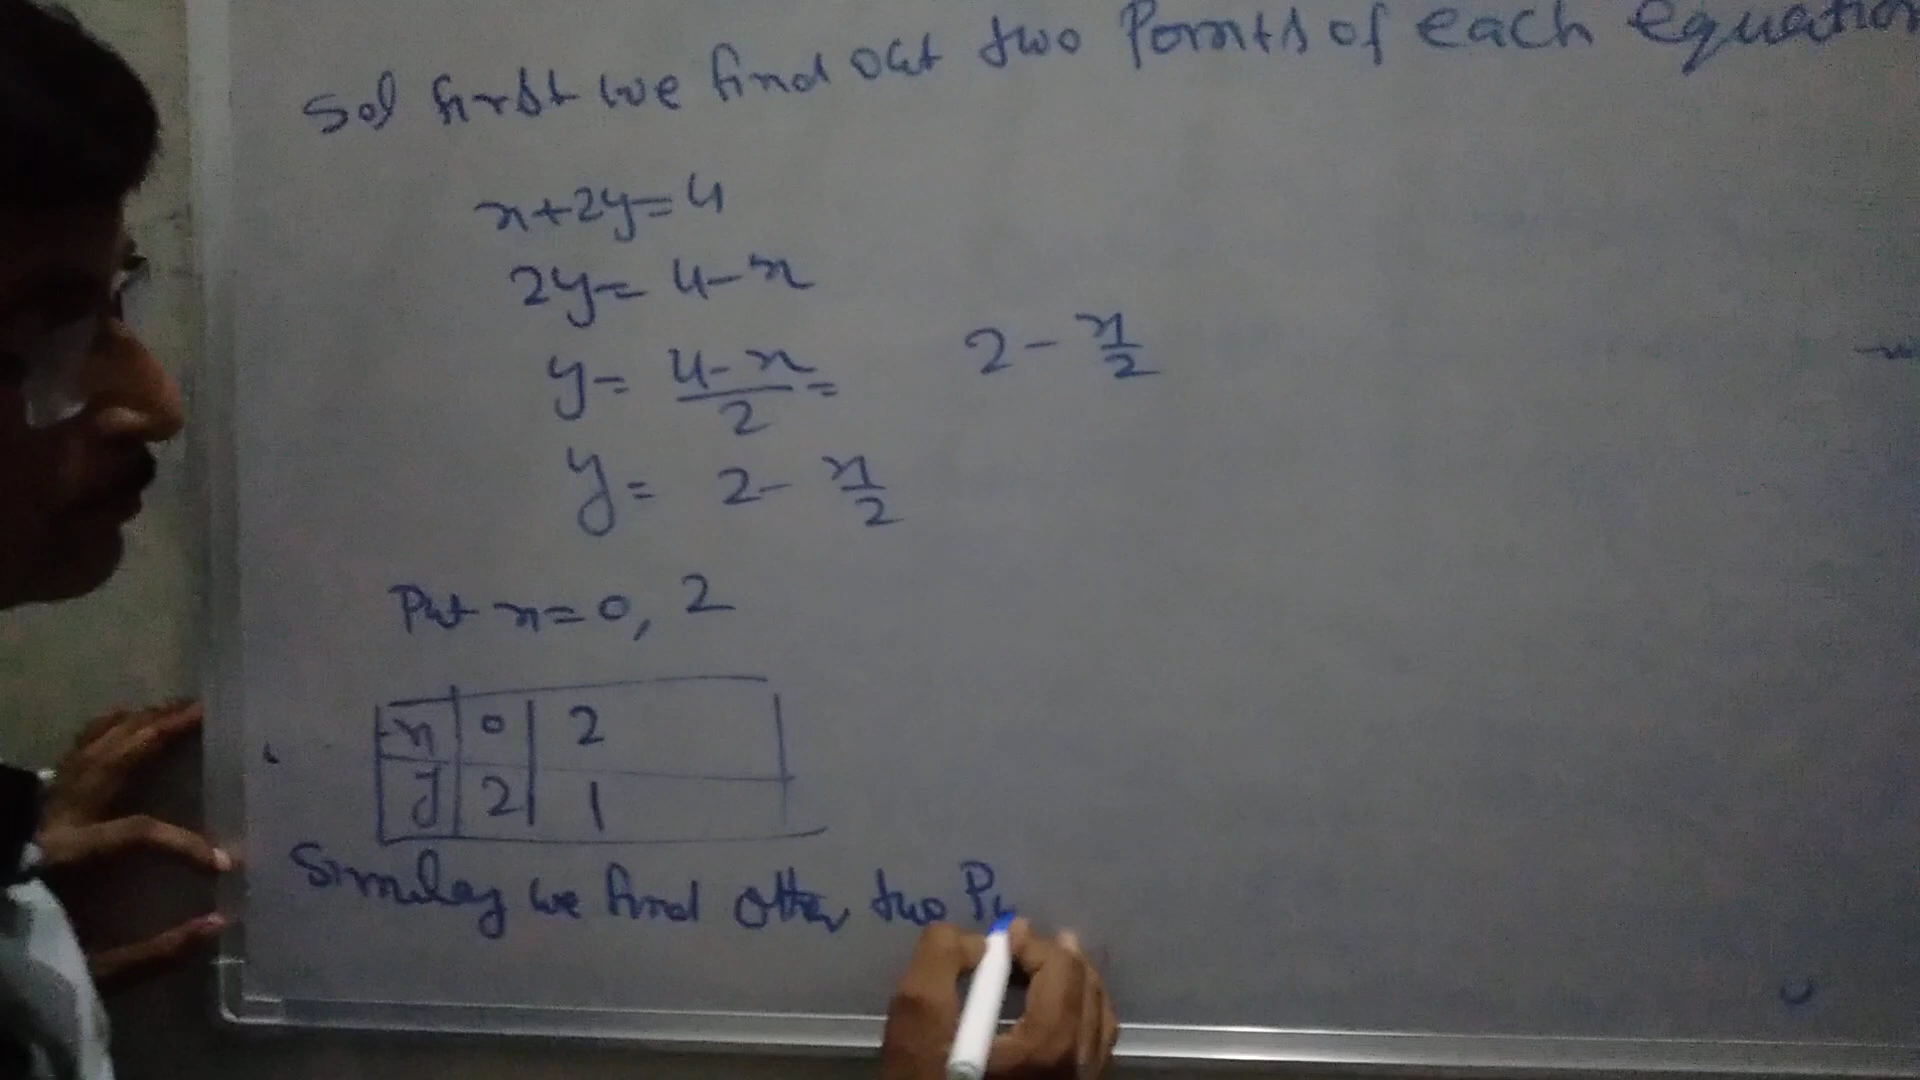 Sol first we find out two Points of each equation
x+2y=4
2y= 4-x
y= 4-x/2 = 2 - x/2
y= 2- x/2
Put x=0, 2
x 0 2
y 2 1
Similey we find other two